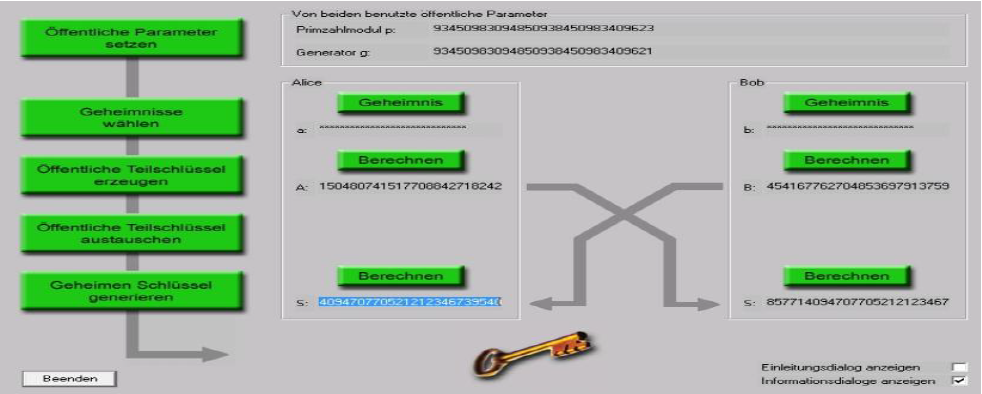 Öffentliche Parameter
setzen
Geheimnisse
wählen
Öffentliche Teilschlüssel
erzeugen
Öffentliche Teilschlüssel
austauschen
Geheimen Schlüssel
generieren
Beenden
Von beiden benutzte öffentliche Parameter
Primzahlmodul p: 93450983094850938450983409623
Generator g: 93450983094850938450983409621
Alice
Geheimnis
a: *****************************
Berechnen
A: 150480741517708842718242
Berechnen
S: 409470770521212346739540
Bob
Geheimnis
b: *****************************
Berechnen
B: 454167762704853697913759
Berechnen
S: 857714094707705212123467
Einleitungsdialog anzeigen
Informationsdialoge anzeigen